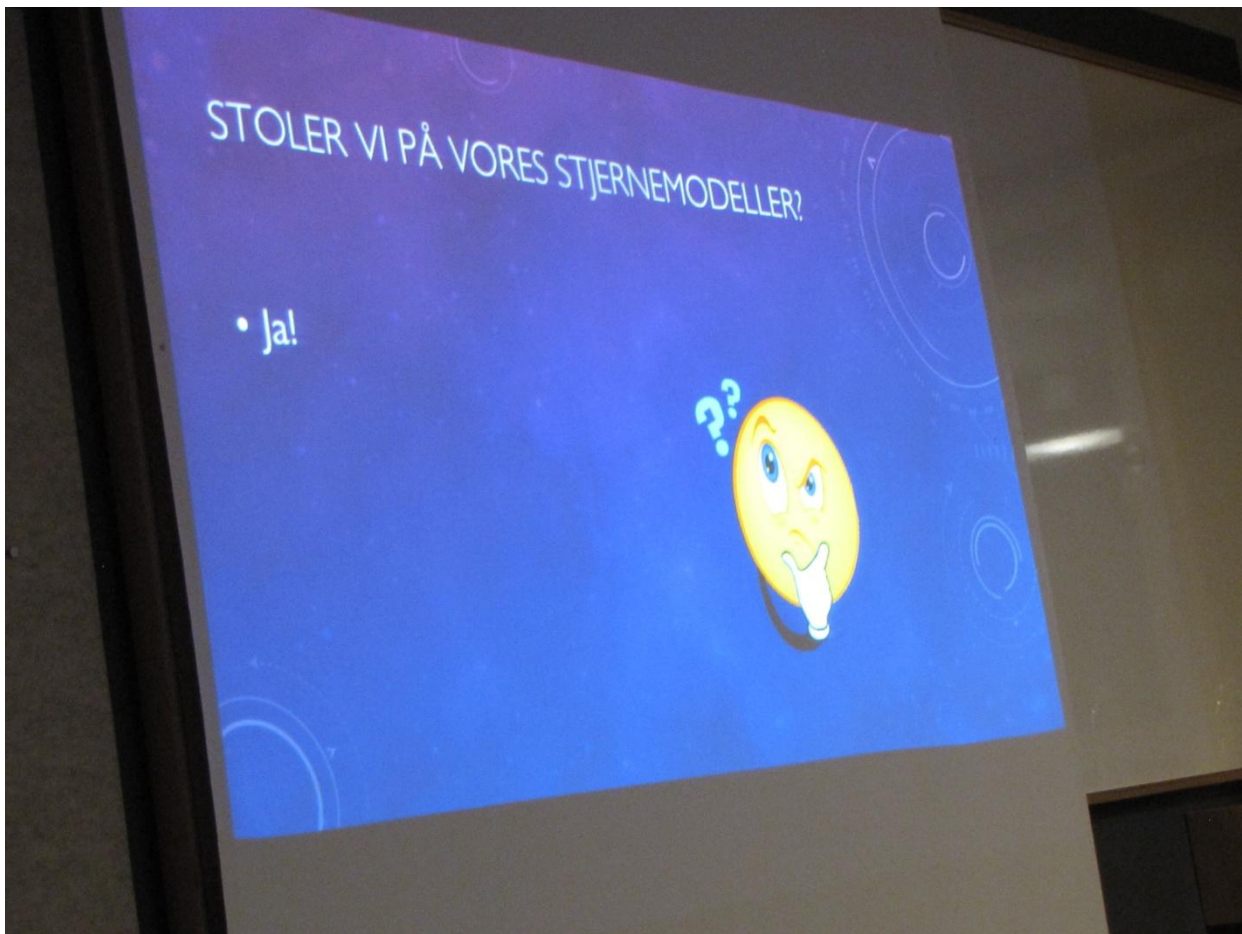 STOLER VI PÅ VORES STJERNEMODELLER?
• Ja!
??